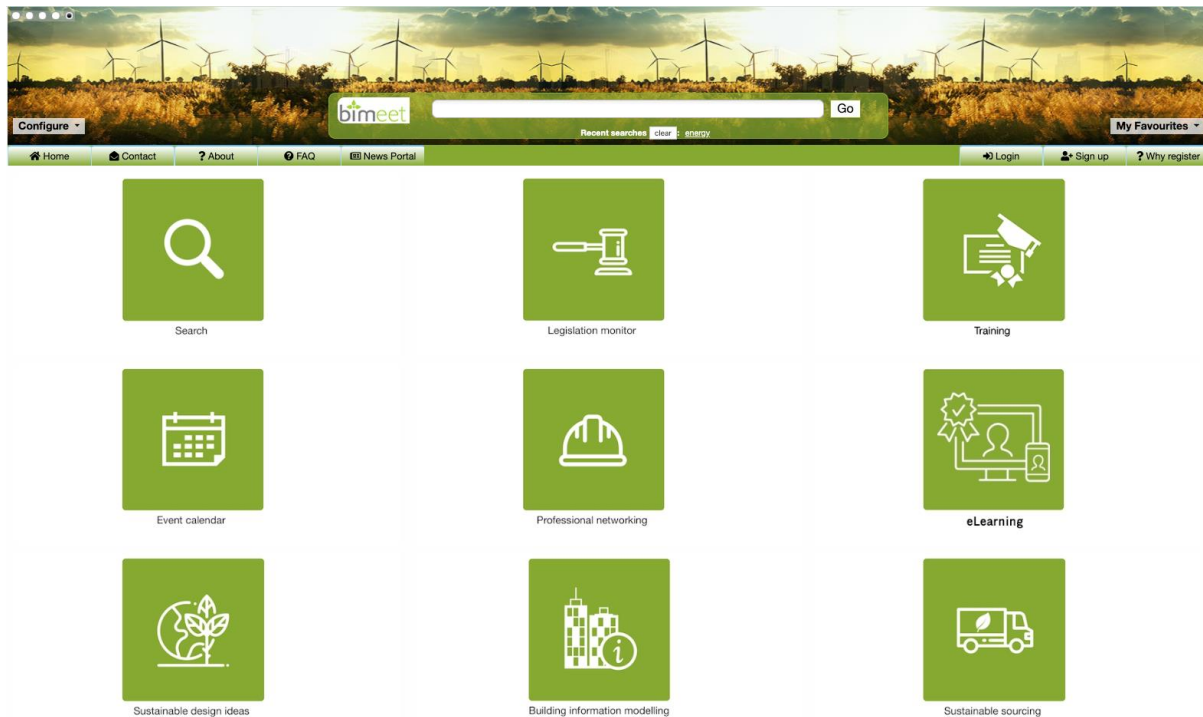 bimeet
Go
Configure
Recent searches clear : energy
My Favourites
Home Contact ? About FAQ News Portal Login Sign up ? Why register
Search Legislation monitor Training
Event calendar Professional networking eLearning
Sustainable design ideas Building information modelling Sustainable sourcing